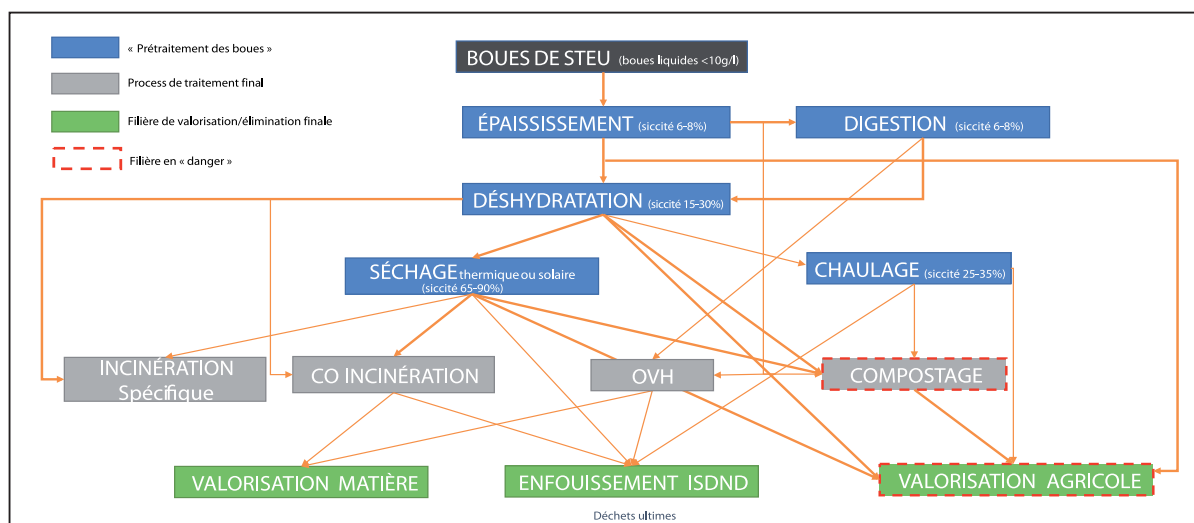 « Prétraitement des boues »
Process de traitement final
Filière de valorisation/élimination finale
Filière en « danger »
BOUES DE STEU (boues liquides <10g/l)
ÉPAISSISSEMENT (siccité 6-8%)
DIGESTION (siccité 6-8%)
DÉSHYDRATATION (siccité 15-30%)
SÉCHAGE thermique ou solaire
(siccité 65-90%)
CHAULAGE (siccité 25-35%)
INCINÉRATION
Spécifique
CO INCINÉRATION
OVH
COMPOSTAGE
VALORISATION MATIÈRE
ENFOUISSEMENT ISDND
VALORISATION AGRICOLE
Déchets ultimes